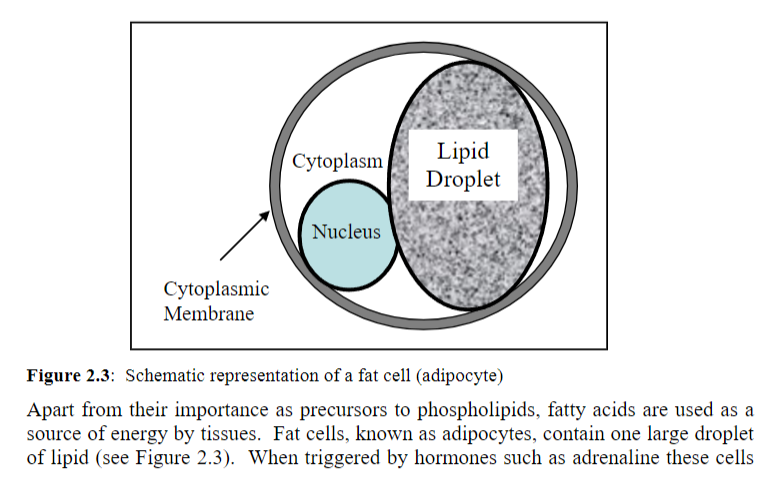 Lipid
Droplet
Cytoplasm
Nucleus
Cytoplasmic
Membrane
Figure 2.3:  Schematic representation of a fat cell (adipocyte)
Apart from their importance as precursors to phospholipids, fatty acids are used as a
source of energy by tissues.  Fat cells, known as adipocytes, contain one large droplet
of lipid (see Figure 2.3).  When triggered by hormones such as adrenaline these cells